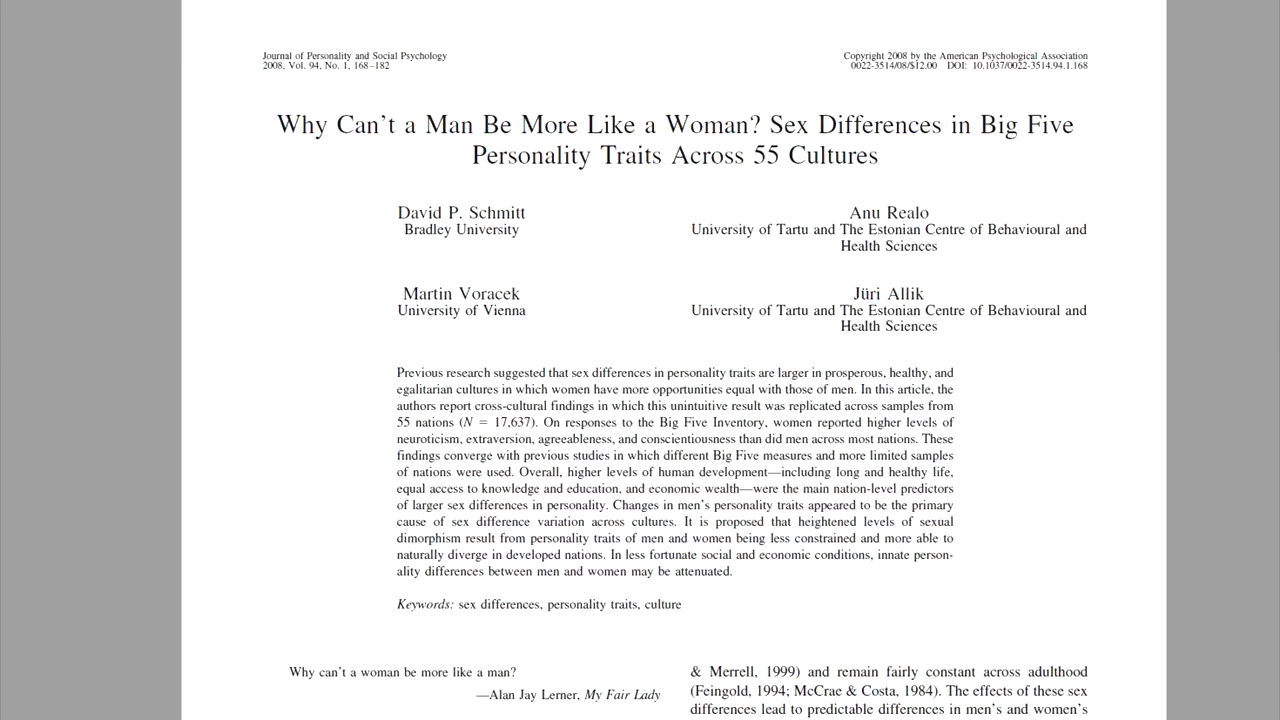 Journal of Personality and Social Psychology
2008, Vol. 94, No. 1, 168–182
Copyright 2008 by the American Psychological Association
0022-3514/08/$12.00 DOI: 10.1037/0022-3514.94.1.168
Why Can't a Man Be More Like a Woman? Sex Differences in Big Five
Personality Traits Across 55 Cultures
David P. Schmitt
Bradley University
Anu Realo
University of Tartu and The Estonian Centre of Behavioural and
Health Sciences
Martin Voracek
University of Vienna
Jüri Allik
University of Tartu and The Estonian Centre of Behavioural and
Health Sciences
Previous research suggested that sex differences in personality traits are larger in prosperous, healthy, and
egalitarian cultures in which women have more opportunities equal with those of men. In this article, the
authors report cross-cultural findings in which this unintuitive result was replicated across samples from
55 nations (N = 17,637). On responses to the Big Five Inventory, women reported higher levels of
neuroticism, extraversion, agreeableness, and conscientiousness than did men across most nations. These
findings converge with previous studies in which different Big Five measures and more limited samples
of nations were used. Overall, higher levels of human development—including long and healthy life,
equal access to knowledge and education, and economic wealth—were the main nation-level predictors
of larger sex differences in personality. Changes in men's personality traits appeared to be the primary
cause of sex difference variation across cultures. It is proposed that heightened levels of sexual
dimorphism result from personality traits of men and women being less constrained and more able to
naturally diverge in developed nations. In less fortunate social and economic conditions, innate person-
ality differences between men and women may be attenuated.
Keywords: sex differences, personality traits, culture
Why can't a woman be more like a man?
—Alan Jay Lerner, My Fair Lady
& Merrell, 1999) and remain fairly constant across adulthood
(Feingold, 1994; McCrae & Costa, 1984). The effects of these sex
differences lead to predictable differences in men's and women's